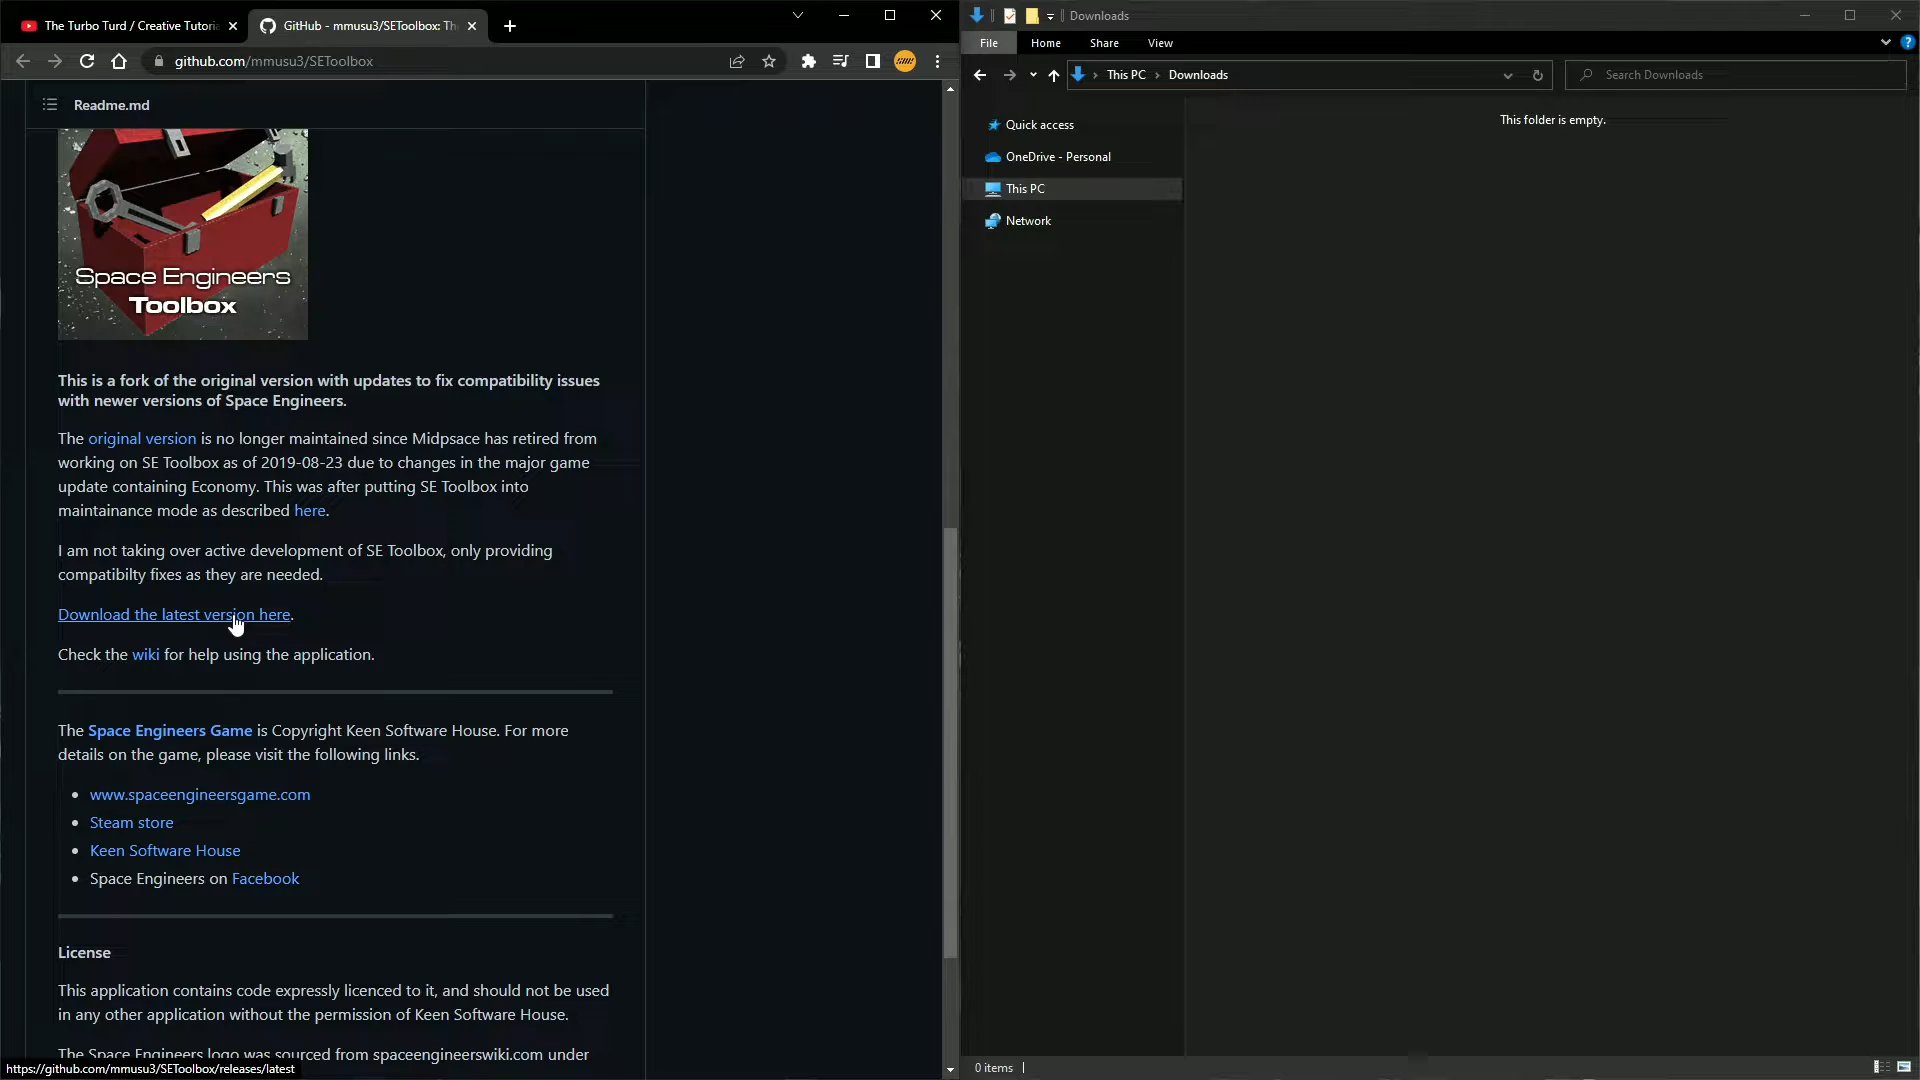 The Turbo Turd / Creative Tutoria
GitHub - mmusu3/SEToolbox: Th
github.com/mmusu3/SEToolbox
Readme.md
Space Engineers
Toolbox
This is a fork of the original version with updates to fix compatibility issues
with newer versions of Space Engineers.
The original version is no longer maintained since Midpsace has retired from
working on SE Toolbox as of 2019-08-23 due to changes in the major game
update containing Economy. This was after putting SE Toolbox into
maintainance mode as described here.
I am not taking over active development of SE Toolbox, only providing
compatibilty fixes as they are needed.
Download the latest version here.
Check the wiki for help using the application.
The Space Engineers Game is Copyright Keen Software House. For more
details on the game, please visit the following links.
• www.spaceengineersgame.com
• Steam store
• Keen Software House
• Space Engineers on Facebook
License
This application contains code expressly licenced to it, and should not be used
in any other application without the permission of Keen Software House.
The Space Engineers logo was sourced from spaceengineerswiki.com under
https://github.com/mmusu3/SEToolbox/releases/latest
Downloads
File Home Share View
This PC > Downloads
Search Downloads
Quick access
OneDrive - Personal
This PC
Network
This folder is empty.
0 items